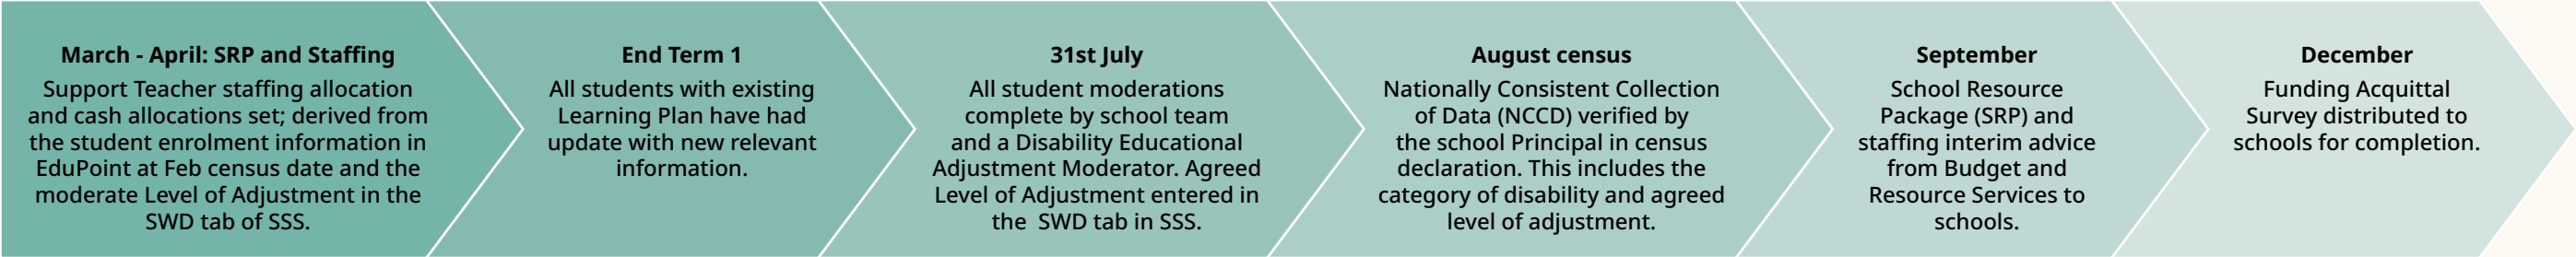 March - April: SRP and Staffing
Support Teacher staffing allocation
and cash allocations set; derived from
the student enrolment information in
EduPoint at Feb census date and the
moderate Level of Adjustment in the
SWD tab of SSS.
End Term 1
All students with existing
Learning Plan have had
update with new relevant
information.
31st July
All student moderations
complete by school team
and a Disability Educational
Adjustment Moderator. Agreed
Level of Adjustment entered in
the  SWD tab in SSS.
August census
Nationally Consistent Collection
of Data (NCCD) verified by
the school Principal in census
declaration. This includes the
category of disability and agreed
level of adjustment.
September
School Resource
Package (SRP) and
staffing interim advice
from Budget and
Resource Services to
schools.
December
Funding Acquittal
Survey distributed to
schools for completion.